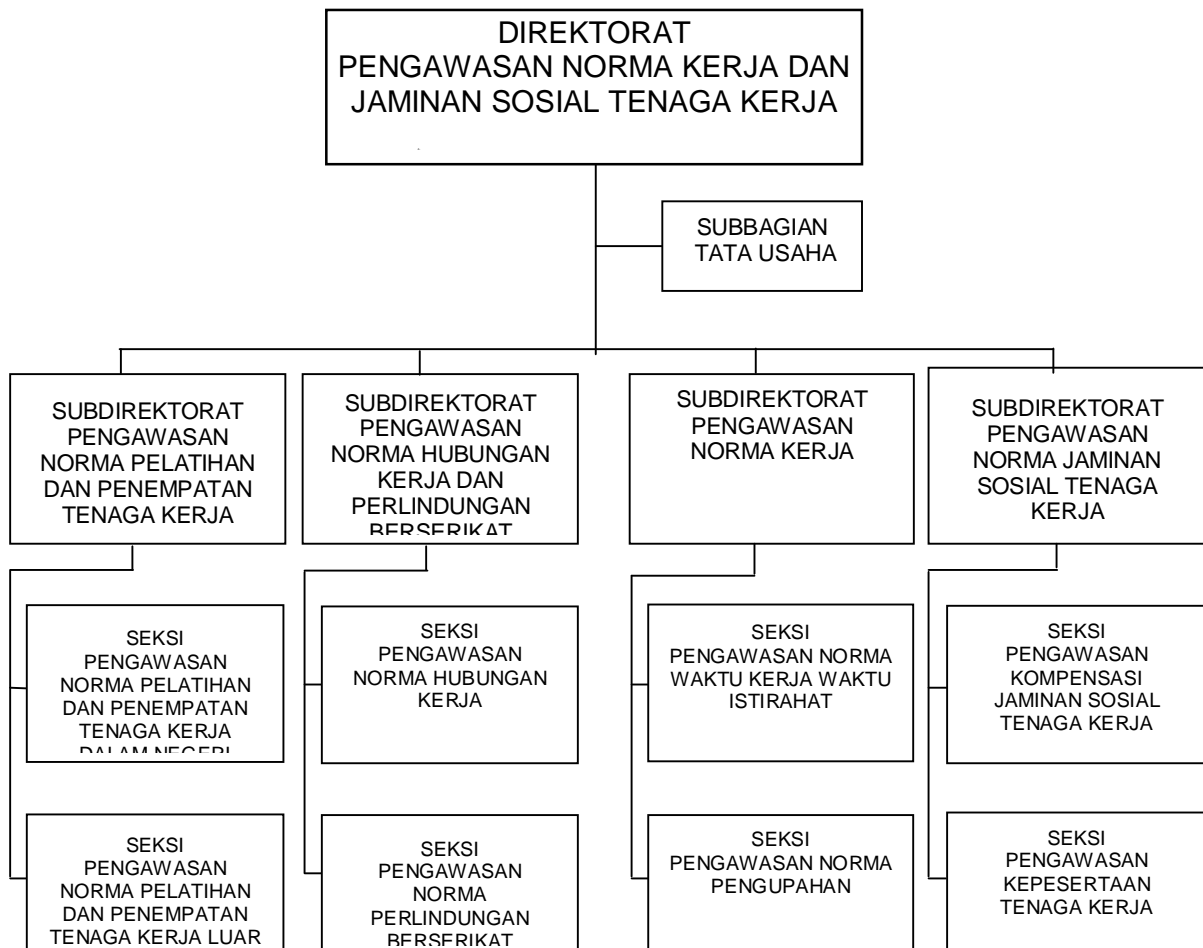 DIREKTORAT
PENGAWASAN NORMA KERJA DAN
JAMINAN SOSIAL TENAGA KERJA
SUBBAGIAN
TATA USAHA
SUBDIREKTORAT
PENGAWASAN
NORMA PELATIHAN
DAN PENEMPATAN
TENAGA KERJA
SUBDIREKTORAT
PENGAWASAN
NORMA HUBUNGAN
KERJA DAN
PERLINDUNGAN
BERSERIKAT
SUBDIREKTORAT
PENGAWASAN
NORMA KERJA
SUBDIREKTORAT
PENGAWASAN
NORMA JAMINAN
SOSIAL TENAGA
KERJA
SEKSI
PENGAWASAN
NORMA PELATIHAN
DAN PENEMPATAN
TENAGA KERJA
DALAM NEGERI
SEKSI
PENGAWASAN
NORMA HUBUNGAN
KERJA
SEKSI
PENGAWASAN NORMA
WAKTU KERJA WAKTU
ISTIRAHAT
SEKSI
PENGAWASAN
KOMPENSASI
JAMINAN SOSIAL
TENAGA KERJA
SEKSI
PENGAWASAN
NORMA PELATIHAN
DAN PENEMPATAN
TENAGA KERJA LUAR
SEKSI
PENGAWASAN
NORMA
PERLINDUNGAN
BERSERIKAT
SEKSI
PENGAWASAN NORMA
PENGUPAHAN
SEKSI
PENGAWASAN
KEPESERTAAN
TENAGA KERJA